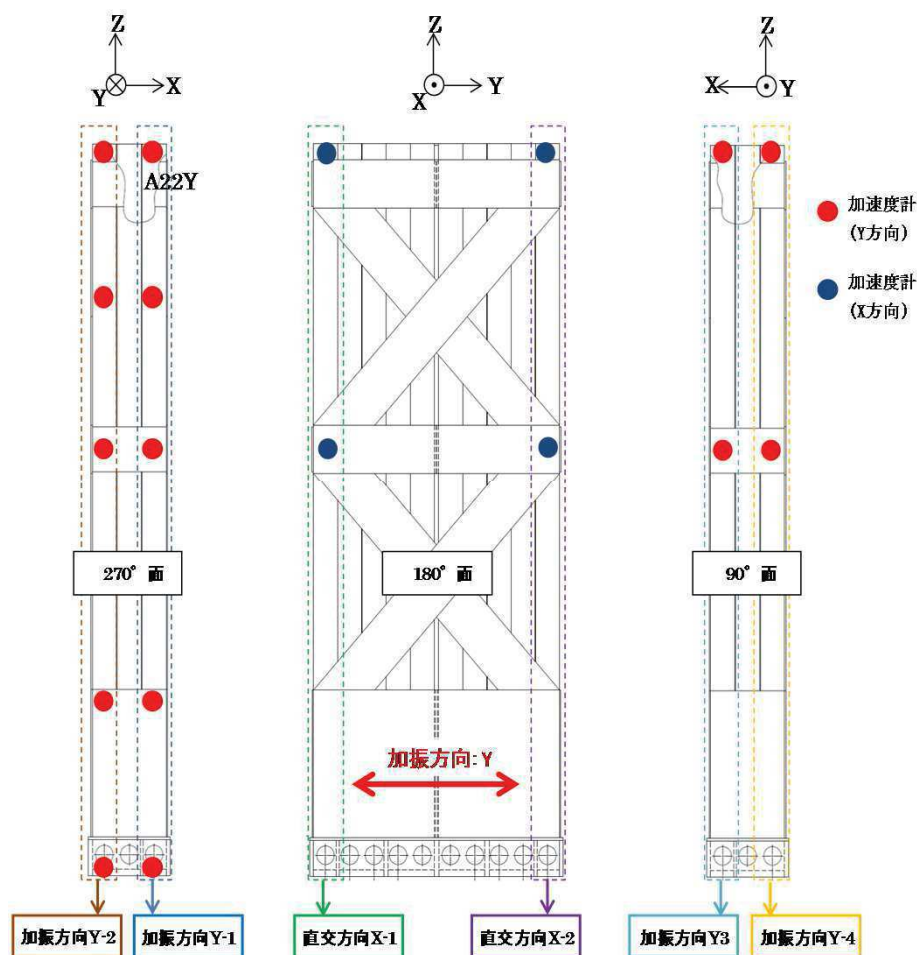 Z
Y
X
Z
X
Y
Z
X
Y
A22Y
加速度計
(Y方向)
加速度計
(X方向)
270° 面
180° 面
90° 面
加振方向:Y
加振方向Y-2
加振方向Y-1
直交方向X-1
直交方向X-2
加振方向Y3
加振方向Y-4